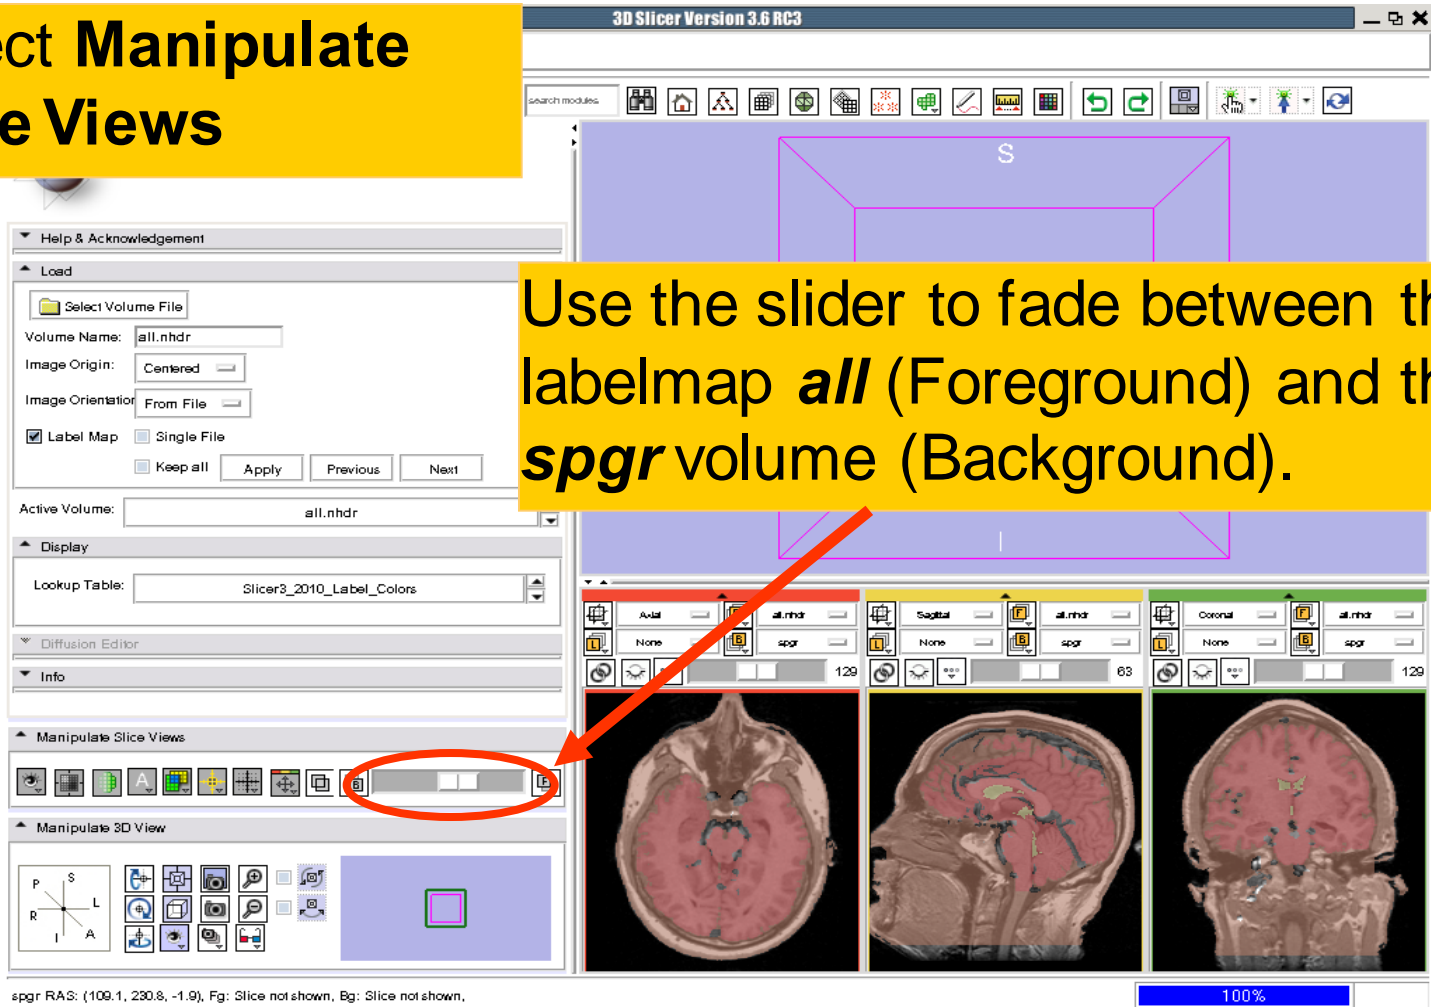 3D Slicer Version 3.6 RC3
ect Manipulate
e Views
search modules
S
Help & Acknowledgement
Load
Select Volume File
Volume Name: all.nhdr
Image Origin: Centered
Image Orientation From File
Label Map Single File
Keep all Apply Previous Next
Active Volume: all.nhdr
Use the slider to fade between th
labelmap all (Foreground) and th
spgr volume (Background).
I
Display
Lookup Table: Slicer3_2010_Label_Colors
Diffusion Editor
Info
Axial F all.nhdr
L None B spgr
129
Sagittal F all.nhdr
L None B spgr
63
Coronal F all.nhdr
L None B spgr
129
Manipulate Slice Views
A B F
Manipulate 3D View
P S
R L
I A
spgr RAS: (109.1, 230.8, -1.9), Fg: Slice not shown, Bg: Slice not shown,
100%